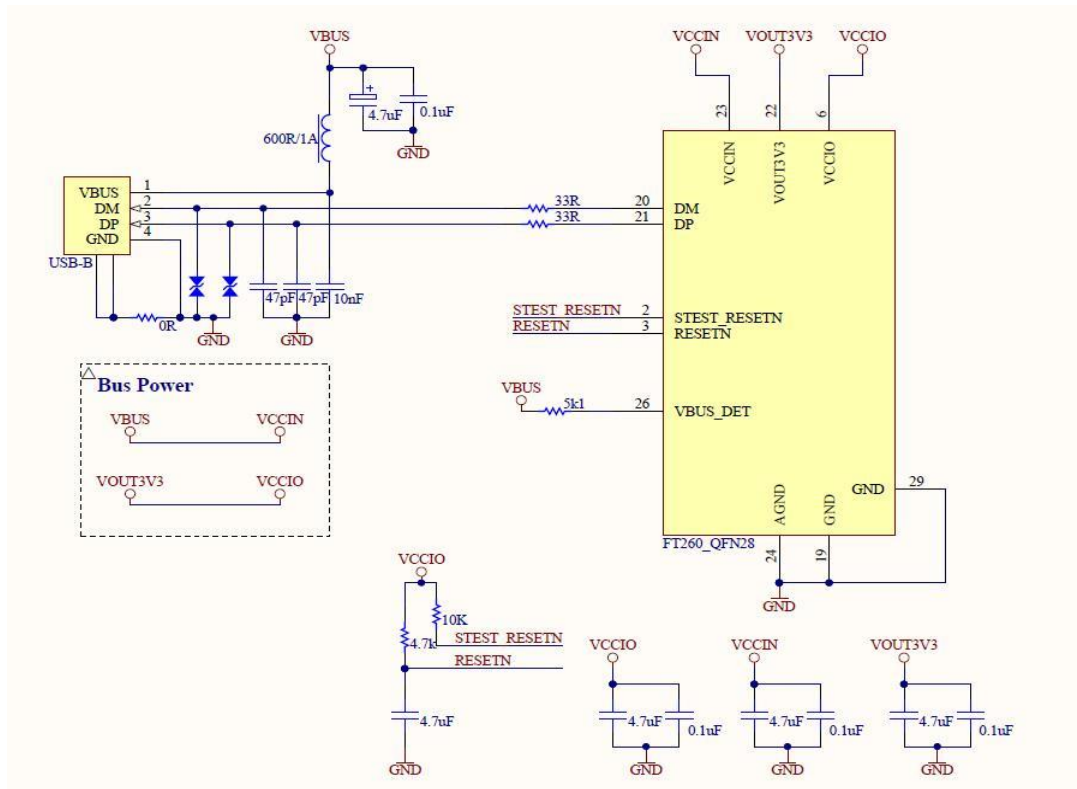 VBUS
VCCIN VOUT3V3 VCCIO
+
4.7uF 0.1uF
23 22 6
600R/1A
GND
VCCIN VOUT3V3 VCCIO
VBUS 1
DM 2 33R 20 DM
DP 3 33R 21 DP
GND 4
USB-B
47pF 47pF 10nF
0R
GND GND
STEST_RESETN 2 STEST_RESETN
RESETN 3 RESETN
Bus Power
VBUS VCCIN
VOUT3V3 VCCIO
VBUS
5k1 26 VBUS_DET
GND 29
AGND GND
FT260_QFN28
24 19
GND
VCCIO
10K
4.7k
STEST_RESETN
RESETN
4.7uF
GND
VCCIO VCCIN VOUT3V3
4.7uF 0.1uF 4.7uF 0.1uF 4.7uF 0.1uF
GND GND GND